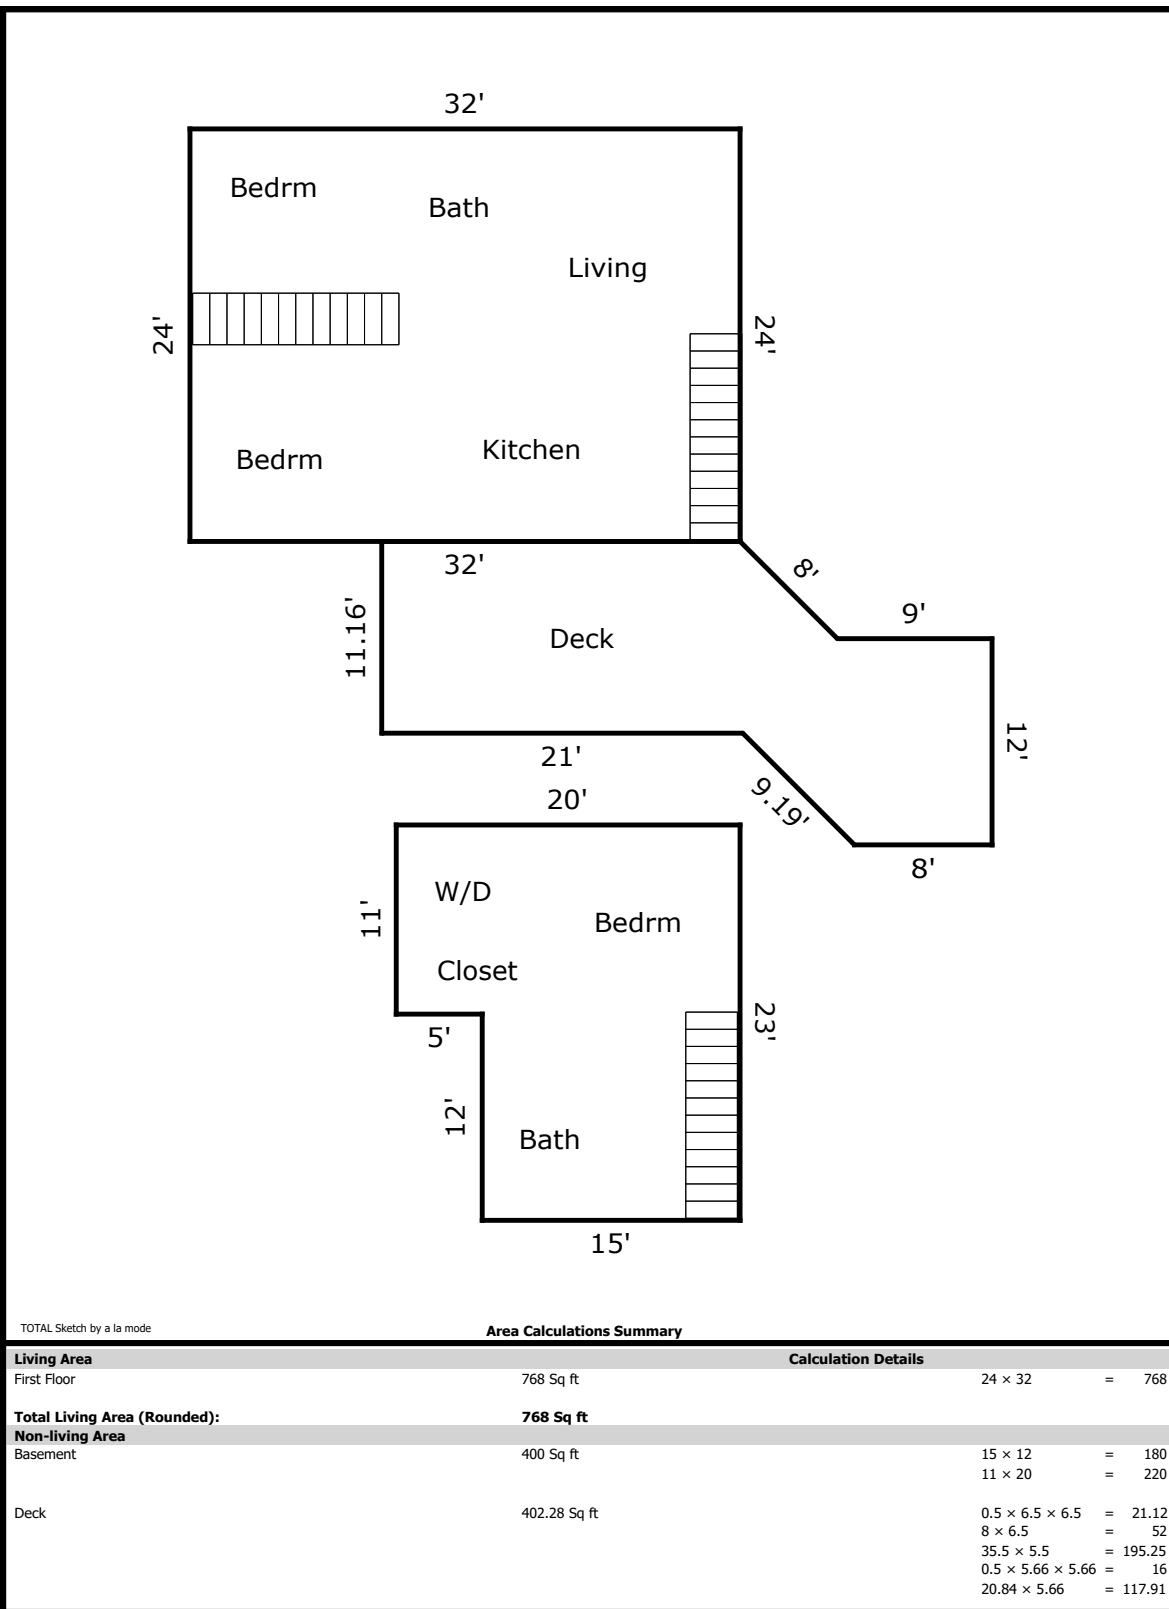 32'
Bedrm
Bath
Living
24'
24'
Bedrm
Kitchen
32'
8'
9'
11.16'
Deck
12'
21'
9.19'
8'
20'
11'
W/D
Bedrm
Closet
5'
23'
12'
Bath
15'
TOTAL Sketch by a la mode
Area Calculations Summary
Living Area Calculation Details
First Floor 768 Sq ft 24 × 32 = 768
Total Living Area (Rounded): 768 Sq ft
Non-living Area
Basement 400 Sq ft 15 × 12 = 180
11 × 20 = 220
Deck 402.28 Sq ft 0.5 × 6.5 × 6.5 = 21.12
8 × 6.5 = 52
35.5 × 5.5 = 195.25
0.5 × 5.66 × 5.66 = 16
20.84 × 5.66 = 117.91